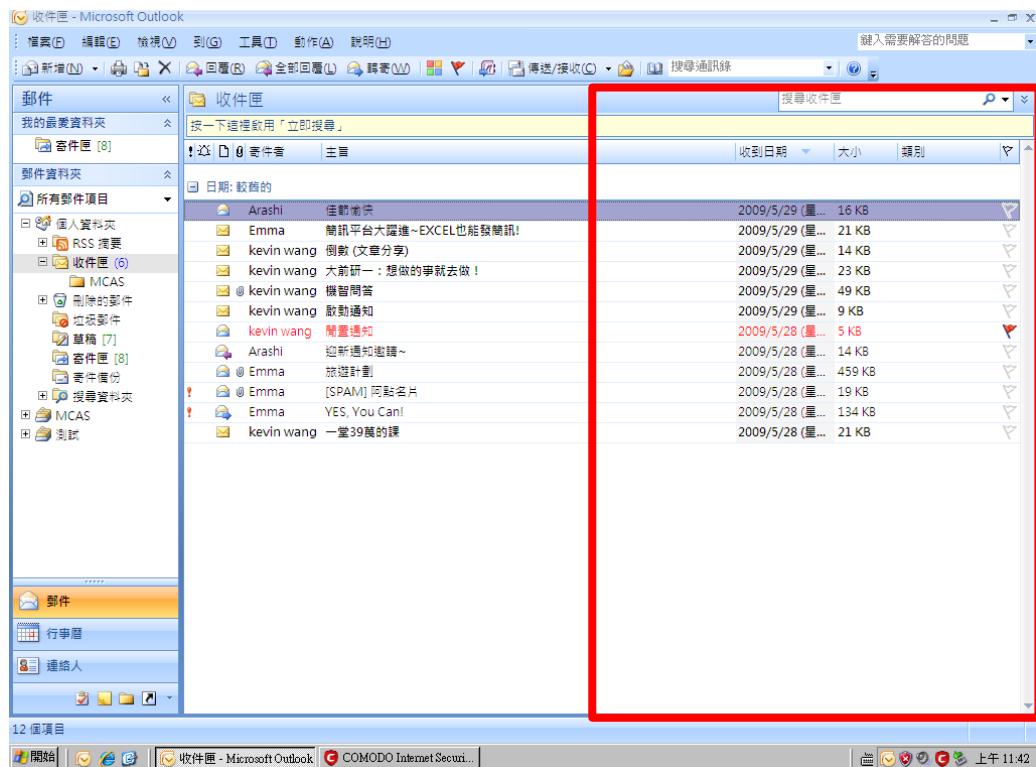 收件匣 - Microsoft Outlook
檔案(F) 編輯(E) 檢視(V) 到(G) 工具(T) 動作(A) 說明(H) 鍵入需要解答的問題
新增(N) 回覆(R) 全部回覆(L) 轉寄(W) 傳送/接收(C) 搜尋通訊錄
郵件 « 收件匣 搜尋收件匣
我的最愛資料夾 按一下這裡啟用「立即搜尋」
寄件匣 [8] 寄件者 主旨 收到日期 大小 類別
郵件資料夾 日期: 較舊的
所有郵件項目
Arashi 佳節愉快 2009/5/29 (星... 16 KB
個人資料夾 Emma 簡訊平台大躍進~EXCEL也能發簡訊! 2009/5/29 (星... 21 KB
RSS 摘要 kevin wang 倒數 (文章分享) 2009/5/29 (星... 14 KB
收件匣 (6) kevin wang 大前研一：想做的事就去做！ 2009/5/29 (星... 23 KB
MCAS kevin wang 機智問答 2009/5/29 (星... 49 KB
刪除的郵件 kevin wang 啟動通知 2009/5/29 (星... 9 KB
垃圾郵件 kevin wang 鬧置通知 2009/5/28 (星... 5 KB
草稿 [7] Arashi 迎新通知邀請~ 2009/5/28 (星... 14 KB
寄件匣 [8] Emma 旅遊計劃 2009/5/28 (星... 459 KB
寄件備份 Emma [SPAM] 阿點名片 2009/5/28 (星... 19 KB
搜尋資料夾 Emma YES, You Can! 2009/5/28 (星... 134 KB
MCAS kevin wang 一堂39萬的課 2009/5/28 (星... 21 KB
測試
郵件
行事曆
連絡人
12 個項目
開始 收件匣 - Microsoft Outlook COMODO Internet Securi... 上午 11:42